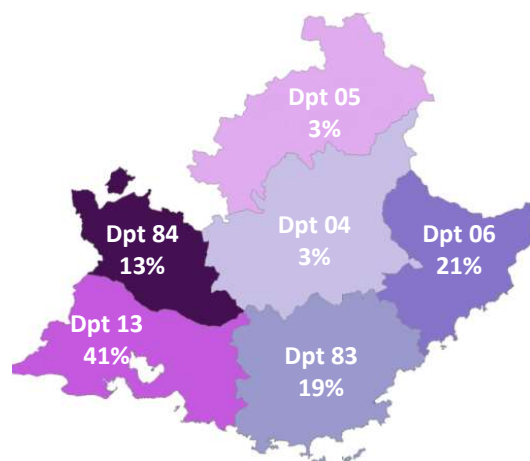 Dpt 05
3%
Dpt 84
13%
Dpt 04
3%
Dpt 06
21%
Dpt 13
41%
Dpt 83
19%